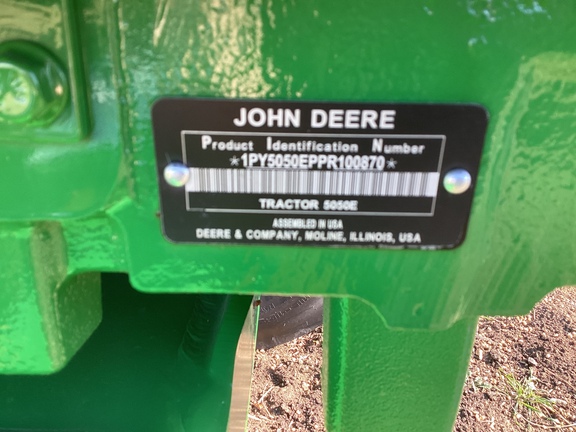 JOHN DEERE
Product Identification Number
*1PY5050EPPR100870*
TRACTOR 5050E
ASSEMBLED IN USA
DEERE & COMPANY, MOLINE, ILLINOIS, USA